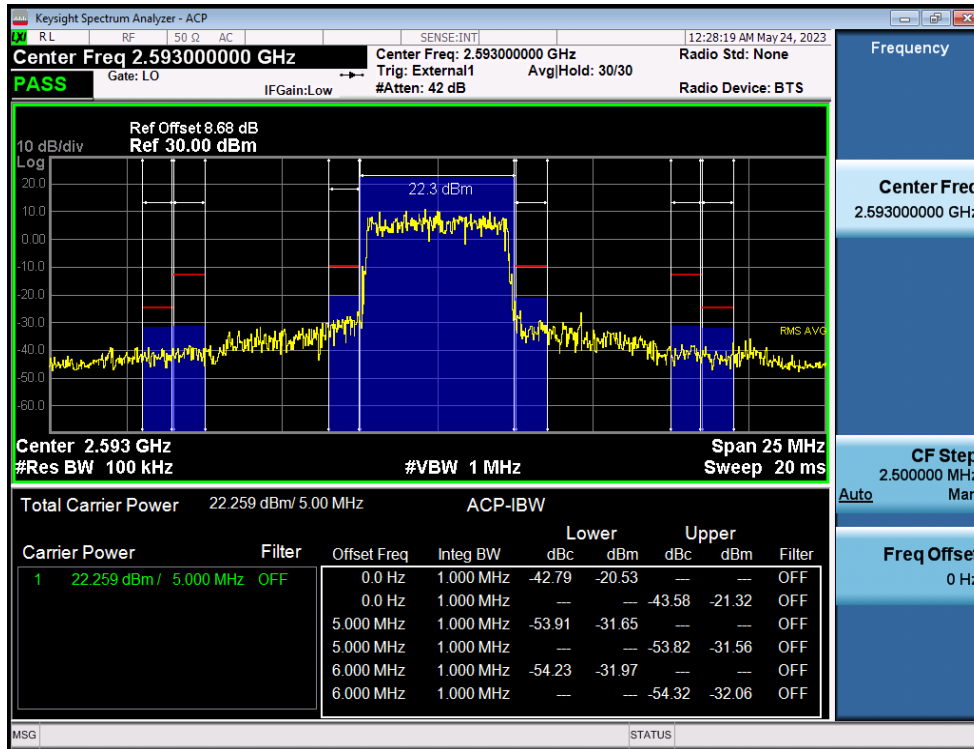 Keysight Spectrum Analyzer - ACP
LXI RL RF 50 Ω AC SENSE:INT 12:28:19 AM May 24, 2023
Center Freq 2.593000000 GHz Center Freq: 2.593000000 GHz Radio Std: None
Gate: LO Trig: External1 Avg|Hold: 30/30
PASS IFGain:Low #Atten: 42 dB Radio Device: BTS
Ref Offset 8.68 dB
10 dB/div Ref 30.00 dBm
Log
20.0
22.3 dBm
10.0
0.00
-10.0
-20.0
-30.0
RMS AVG
-40.0
-50.0
-60.0
Center 2.593 GHz Span 25 MHz
#Res BW 100 kHz #VBW 1 MHz Sweep 20 ms
Total Carrier Power 22.259 dBm/ 5.00 MHz ACP-IBW
Lower Upper
Carrier Power Filter Offset Freq Integ BW dBc dBm dBc dBm Filter
1 22.259 dBm / 5.000 MHz OFF 0.0 Hz 1.000 MHz -42.79 -20.53 --- --- OFF
0.0 Hz 1.000 MHz --- --- -43.58 -21.32 OFF
5.000 MHz 1.000 MHz -53.91 -31.65 --- --- OFF
5.000 MHz 1.000 MHz --- --- -53.82 -31.56 OFF
6.000 MHz 1.000 MHz -54.23 -31.97 --- --- OFF
6.000 MHz 1.000 MHz --- --- -54.32 -32.06 OFF
MSG STATUS
Frequency
Center Freq
2.593000000 GHz
CF Step
2.500000 MHz
Auto Man
Freq Offset
0 Hz